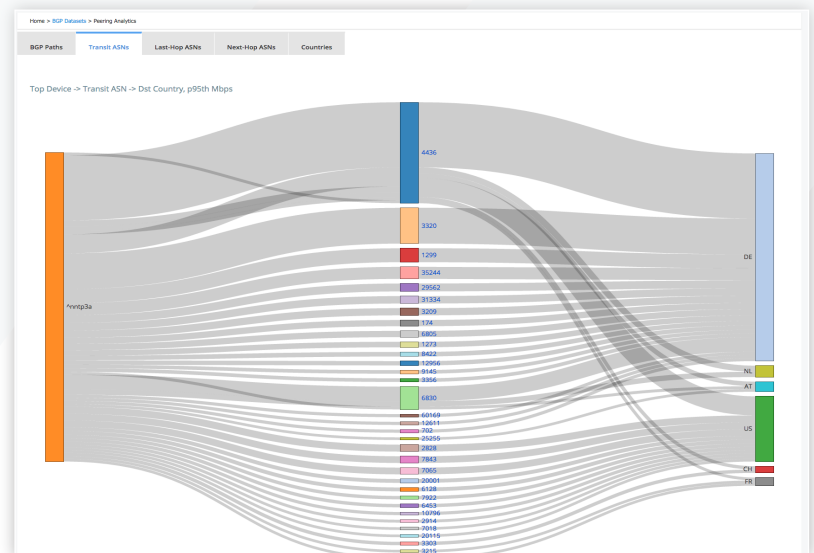 Home > BGP Datasets > Peering Analytics
BGP Paths
Transit ASNs
Last-Hop ASNs
Next-Hop ASNs
Countries
Top Device -> Transit ASN -> Dst Country, p95th Mbps
4436
3320
1299
35244
DE
29562
31334
^nntp3a
3209
174
6805
1273
8422
12956
9145
NL
3356
AT
6830
60169
12611
702
US
25255
2828
7843
7065
CH
20001
FR
6128
7922
6453
10796
2914
7018
20115
3303
3215